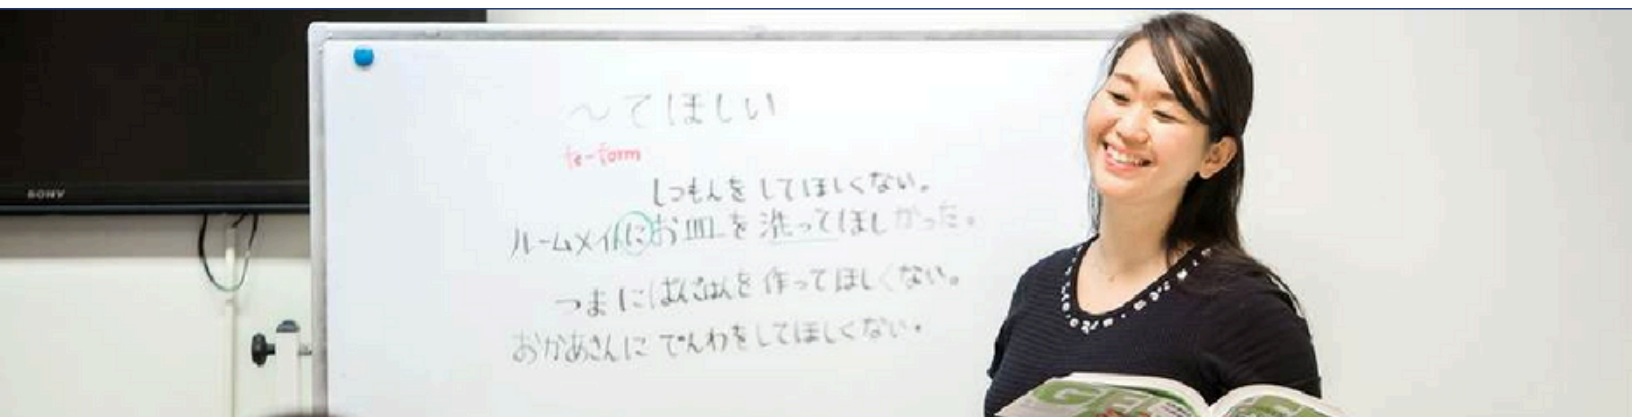 SONY
～てほしい
te-form
しつもんをしてほしくない。
ルームメイトにお皿を洗ってほしかった。
つまにばんごはんを作ってほしくない。
おかあさんにでんわをしてほしくない。
GE